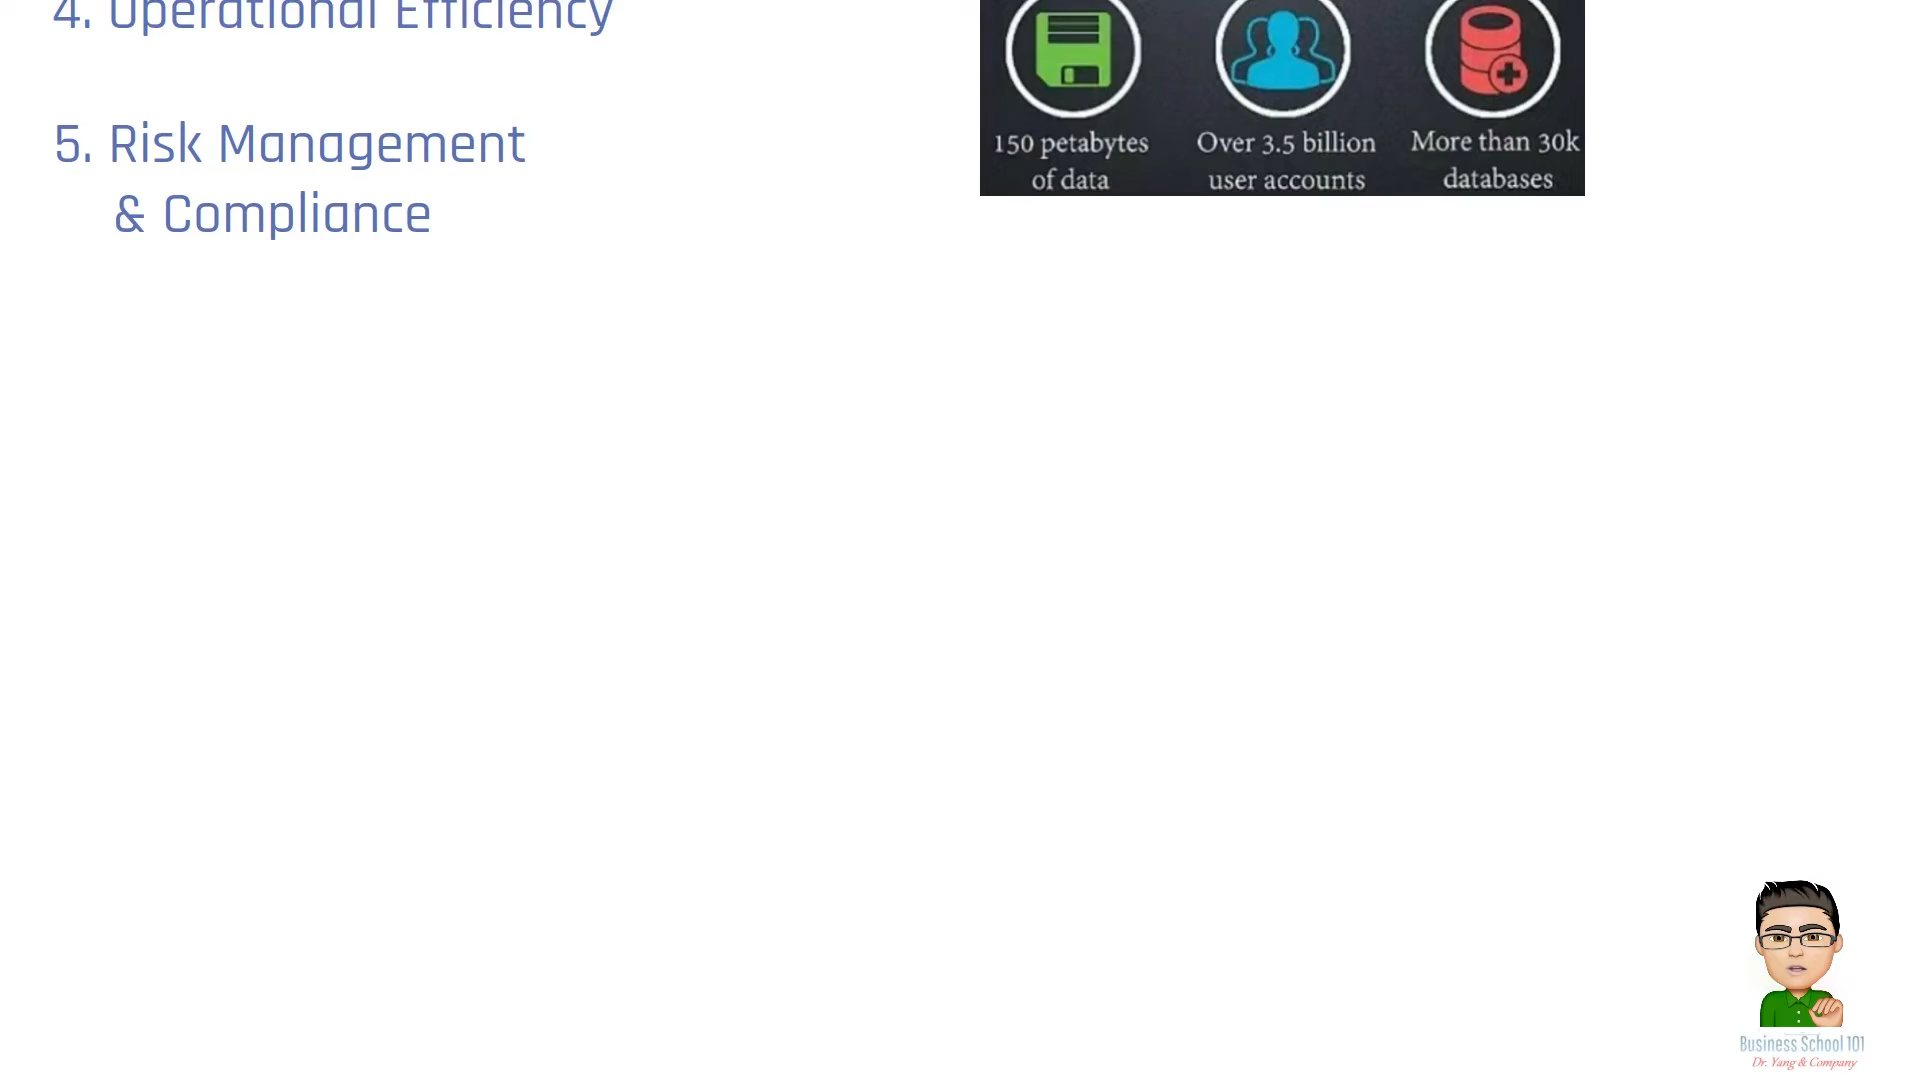 4. Operational Efficiency
5. Risk Management
& Compliance
150 petabytes
of data
Over 3.5 billion
user accounts
More than 30k
databases
Business School 101
Dr. Yang & Company